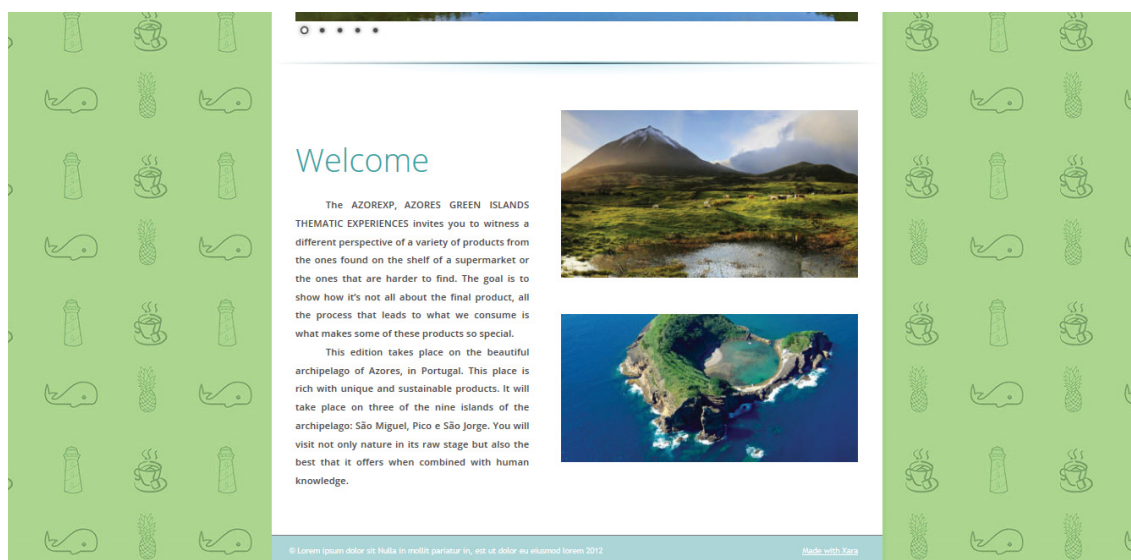 Welcome
The AZOREXP, AZORES GREEN ISLANDS
THEMATIC EXPERIENCES invites you to witness a
different perspective of a variety of products from
the ones found on the shelf of a supermarket or
the ones that are harder to find. The goal is to
show how it's not all about the final product, all
the process that leads to what we consume is
what makes some of these products so special.
This edition takes place on the beautiful
archipelago of Azores, in Portugal. This place is
rich with unique and sustainable products. It will
take place on three of the nine islands of the
archipelago: São Miguel, Pico e São Jorge. You will
visit not only nature in its raw stage but also the
best that it offers when combined with human
knowledge.
© Lorem ipsum dolor sit Nulla in mollit pariatur in, est ut dolor eu eiusmod lorem 2012
Made with Xara